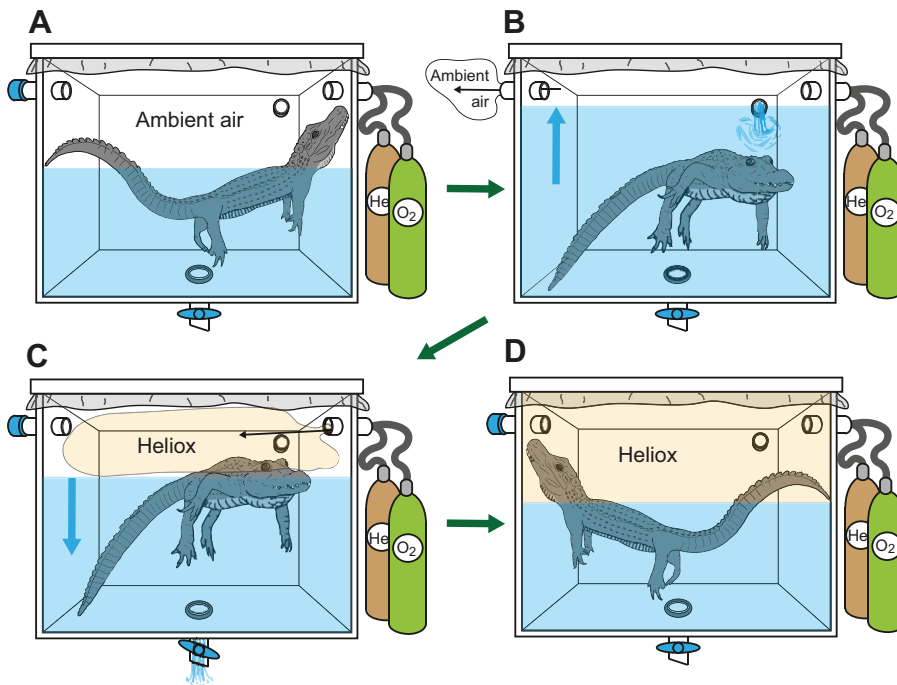 A
Ambient air
He
O2
B
Ambient
air
He
O2
C
Heliox
He
O2
D
Heliox
He
O2